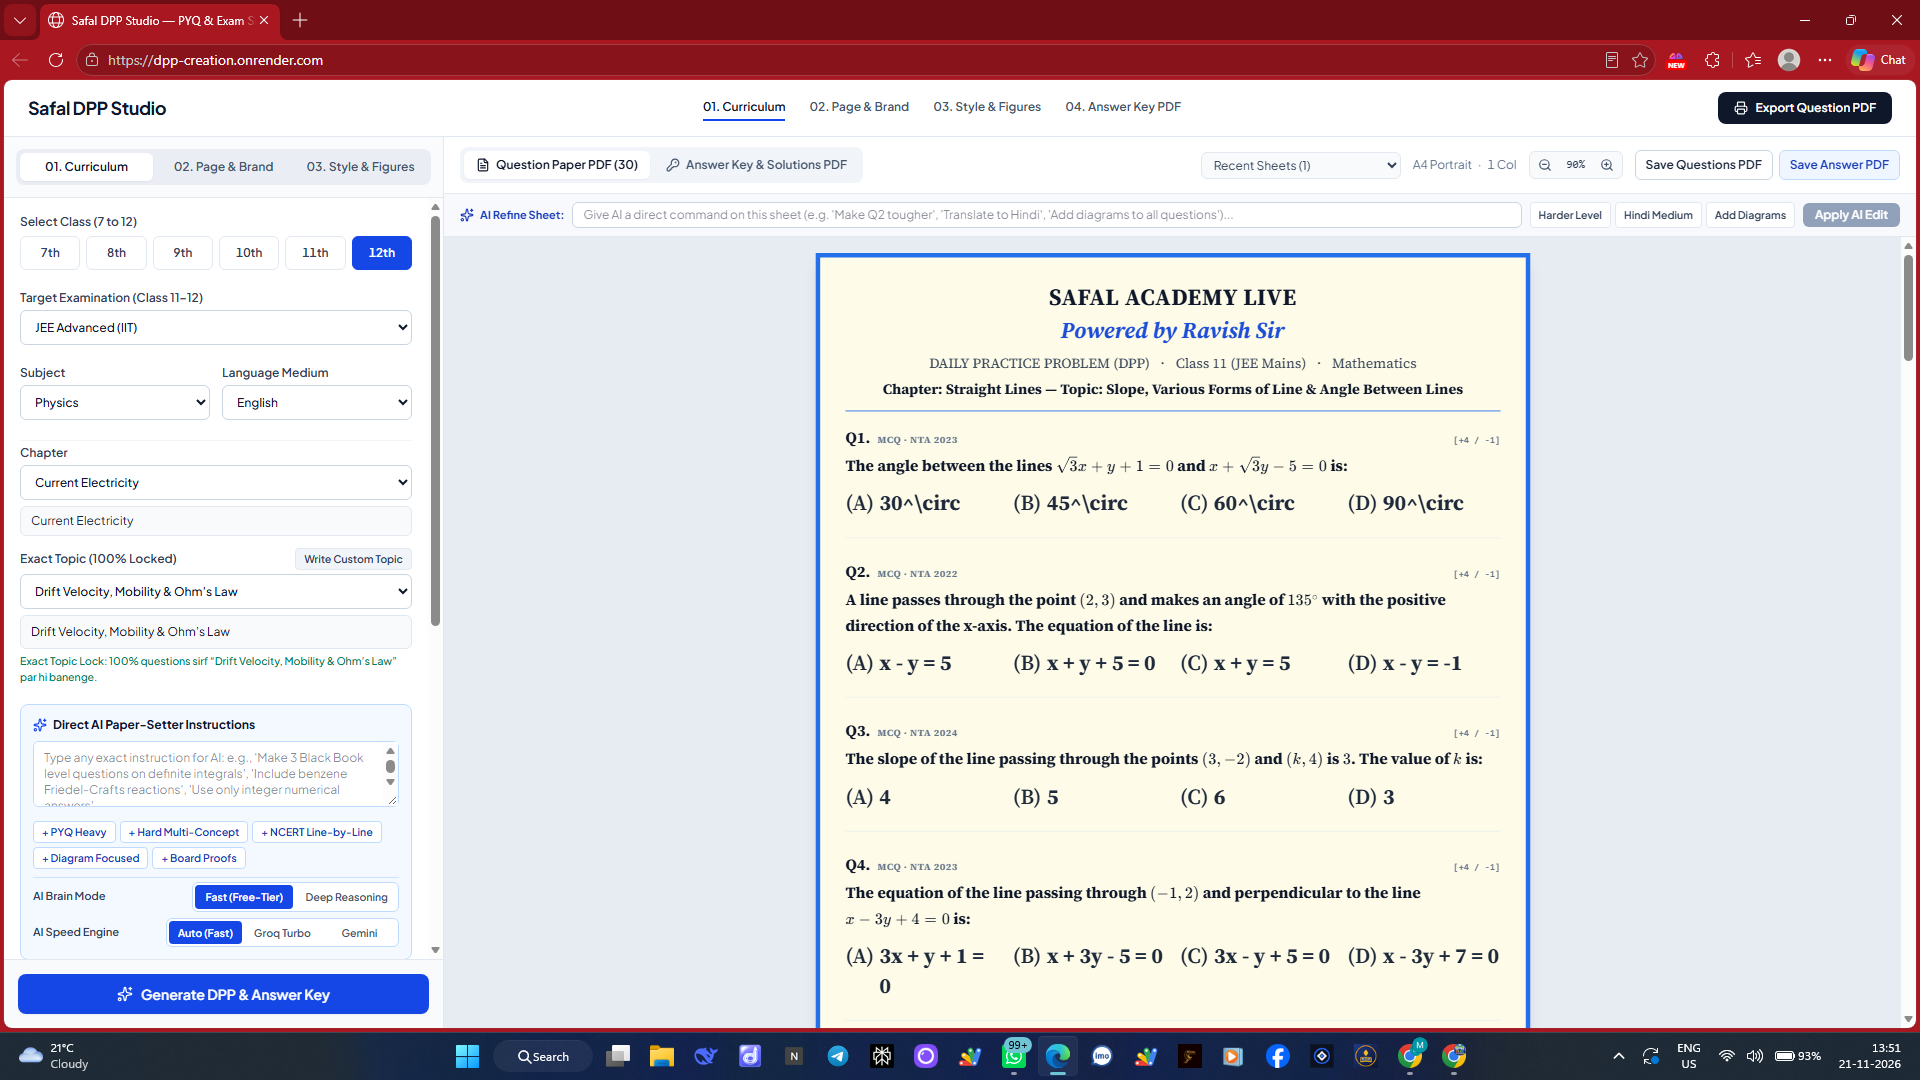 Safal DPP Studio — PYQ & Exam S
https://dpp-creation.onrender.com
NEW
Chat
Safal DPP Studio
01. Curriculum
02. Page & Brand
03. Style & Figures
04. Answer Key PDF
Export Question PDF
01. Curriculum
02. Page & Brand
03. Style & Figures
Question Paper PDF (30)
Answer Key & Solutions PDF
Recent Sheets (1)
A4 Portrait · 1 Col
90%
Save Questions PDF
Save Answer PDF
AI Refine Sheet:
Give AI a direct command on this sheet (e.g. 'Make Q2 tougher', 'Translate to Hindi', 'Add diagrams to all questions')...
Harder Level
Hindi Medium
Add Diagrams
Apply AI Edit
Select Class (7 to 12)
7th
8th
9th
10th
11th
12th
Target Examination (Class 11–12)
JEE Advanced (IIT)
Subject
Language Medium
Physics
English
Chapter
Current Electricity
Current Electricity
Exact Topic (100% Locked)
Write Custom Topic
Drift Velocity, Mobility & Ohm's Law
Drift Velocity, Mobility & Ohm's Law
Exact Topic Lock: 100% questions sirf "Drift Velocity, Mobility & Ohm's Law"
par hi banenge.
Direct AI Paper-Setter Instructions
Type any exact instruction for AI: e.g., 'Make 3 Black Book
level questions on definite integrals', 'Include benzene
Friedel-Crafts reactions', 'Use only integer numerical
answers'
+ PYQ Heavy
+ Hard Multi-Concept
+ NCERT Line-by-Line
+ Diagram Focused
+ Board Proofs
AI Brain Mode
Fast (Free-Tier)
Deep Reasoning
AI Speed Engine
Auto (Fast)
Groq Turbo
Gemini
Generate DPP & Answer Key
SAFAL ACADEMY LIVE
Powered by Ravish Sir
DAILY PRACTICE PROBLEM (DPP) · Class 11 (JEE Mains) · Mathematics
Chapter: Straight Lines — Topic: Slope, Various Forms of Line & Angle Between Lines
Q1. MCQ · NTA 2023 [+4 / -1]
The angle between the lines √3x + y + 1 = 0 and x + √3y − 5 = 0 is:
(A) 30^\circ (B) 45^\circ (C) 60^\circ (D) 90^\circ
Q2. MCQ · NTA 2022 [+4 / -1]
A line passes through the point (2, 3) and makes an angle of 135° with the positive
direction of the x-axis. The equation of the line is:
(A) x - y = 5 (B) x + y + 5 = 0 (C) x + y = 5 (D) x - y = -1
Q3. MCQ · NTA 2024 [+4 / -1]
The slope of the line passing through the points (3, −2) and (k, 4) is 3. The value of k is:
(A) 4 (B) 5 (C) 6 (D) 3
Q4. MCQ · NTA 2023 [+4 / -1]
The equation of the line passing through (−1, 2) and perpendicular to the line
x − 3y + 4 = 0 is:
(A) 3x + y + 1 = (B) x + 3y - 5 = 0 (C) 3x - y + 5 = 0 (D) x - 3y + 7 = 0
0
21°C
Cloudy
Search
N
99+
imo
M
ENG
US
93%
13:51
21-11-2026